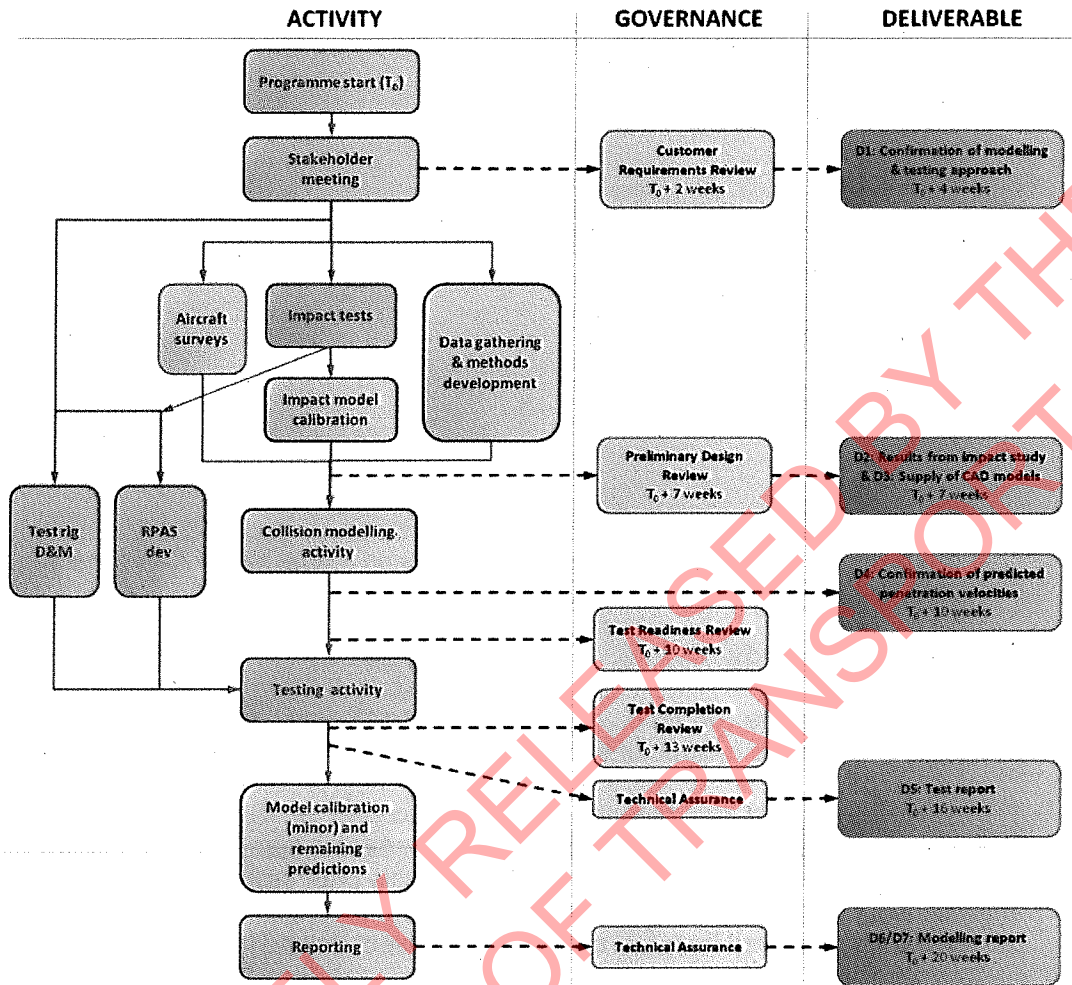 ACTIVITY
GOVERNANCE
DELIVERABLE
Programme start (T0)
Stakeholder
meeting
Customer
Requirements Review
T0 + 2 weeks
D1: Confirmation of modelling
& testing approach
T0 + 4 weeks
Aircraft
surveys
Impact tests
Data gathering
& methods
development
Impact model
calibration
Preliminary Design
Review
T0 + 7 weeks
D2: Results from impact study
& D3: Supply of CAD models
T0 + 7 weeks
Test rig
D&M
RPAS
dev
Collision modelling
activity
D4: Confirmation of predicted
penetration velocities
T0 + 10 weeks
Test Readiness Review
T0 + 10 weeks
Testing activity
Test Completion
Review
T0 + 13 weeks
Technical Assurance
D5: Test report
T0 + 16 weeks
Model calibration
(minor) and
remaining
predictions
Reporting
Technical Assurance
D6/D7: Modelling report
T0 + 20 weeks
RELEASED BY THE
OF TRANSPORT